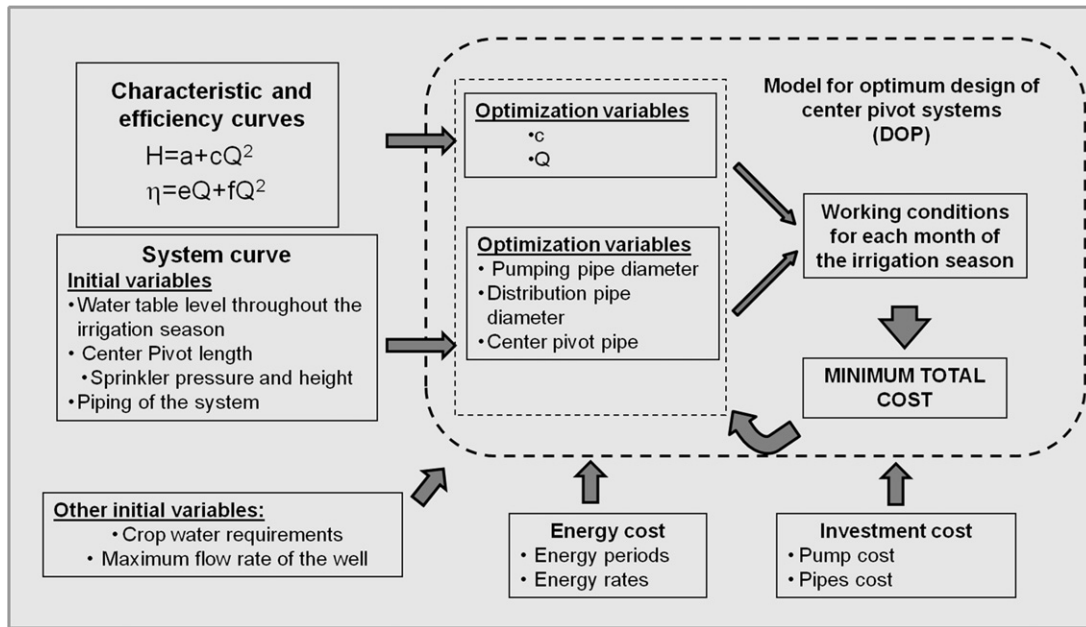 Characteristic and
efficiency curves
H=a+cQ²
η=eQ+fQ²
System curve
Initial variables
•Water table level throughout the
irrigation season
• Center Pivot length
•Sprinkler pressure and height
•Piping of the system
Other initial variables:
•Crop water requirements
• Maximum flow rate of the well
Optimization variables
•c
•Q
Optimization variables
• Pumping pipe diameter
•Distribution pipe
diameter
•Center pivot pipe
Model for optimum design of
center pivot systems
(DOP)
Working conditions
for each month of
the irrigation season
MINIMUM TOTAL
COST
Energy cost
• Energy periods
• Energy rates
Investment cost
• Pump cost
• Pipes cost